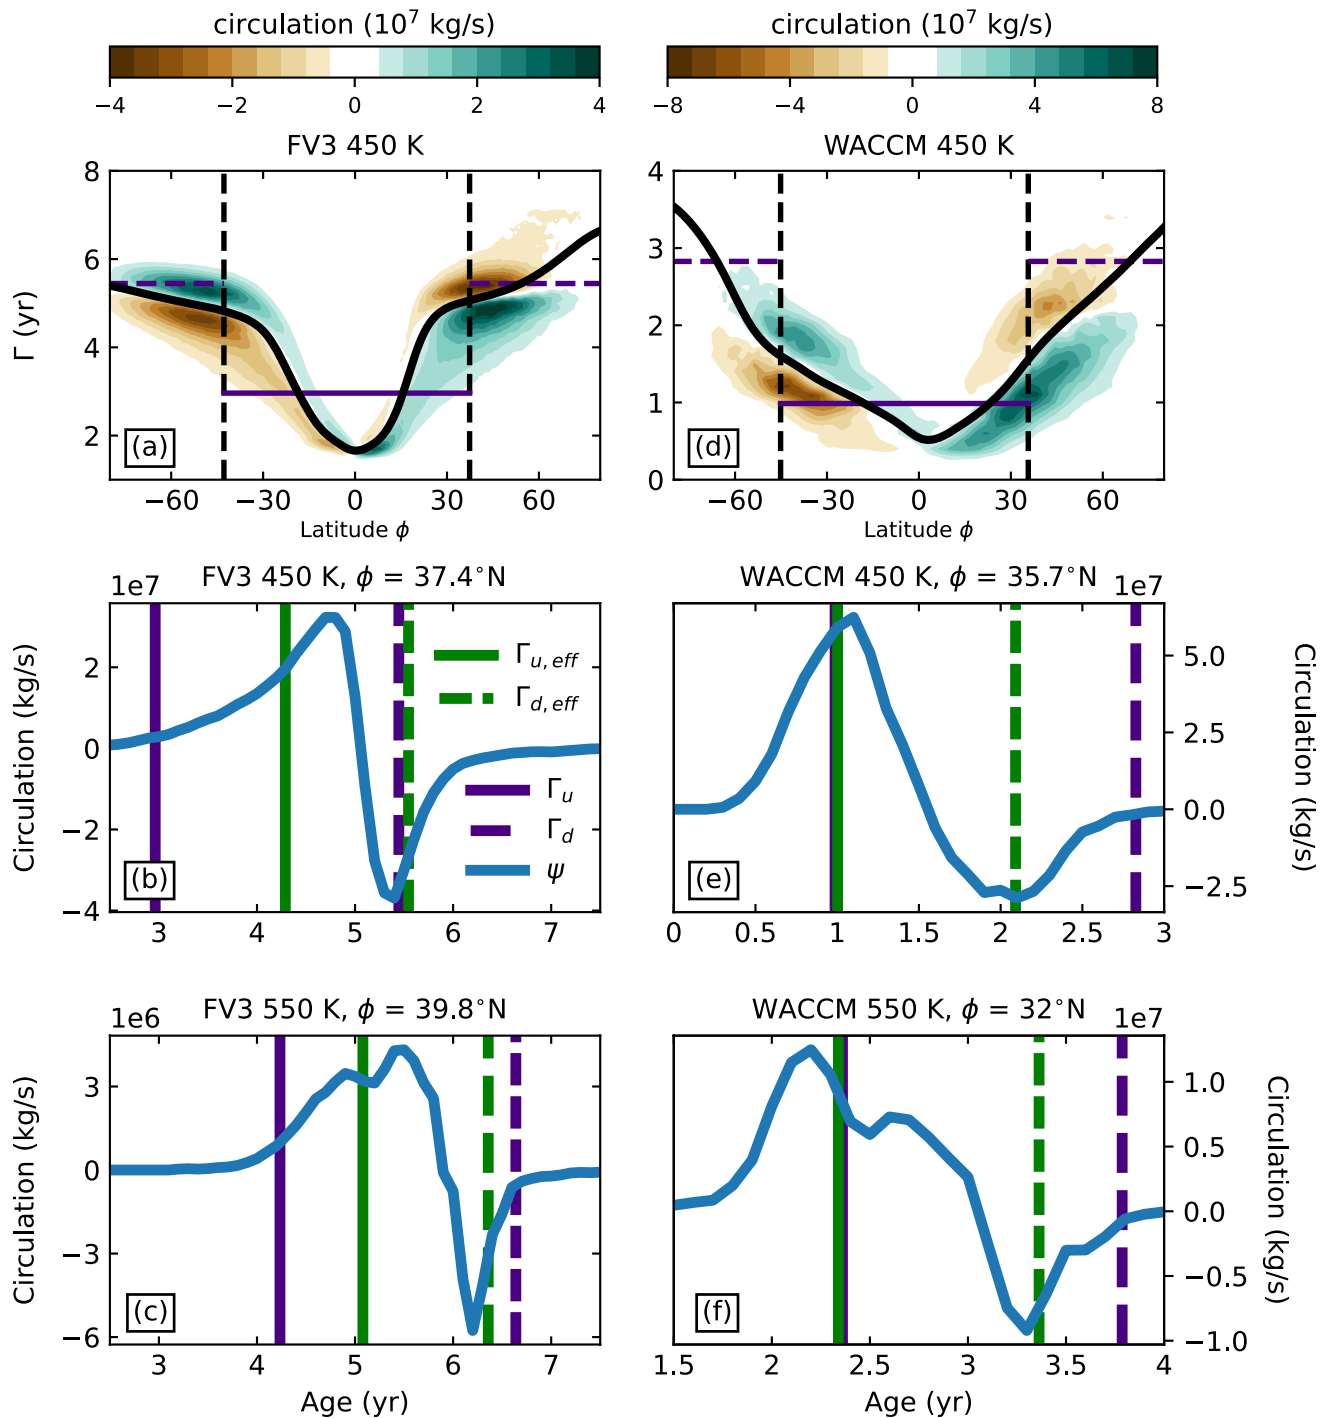 circulation (10⁷ kg/s)
−4 −2 0 2 4
FV3 450 K
Γ (yr)
8
6
4
2
(a)
−60 −30 0 30 60
Latitude ϕ
circulation (10⁷ kg/s)
−8 −4 0 4 8
WACCM 450 K
4
3
2
1
0
(d)
−60 −30 0 30 60
Latitude ϕ
1e7
FV3 450 K, ϕ = 37.4°N
Circulation (kg/s)
2
0
−2
−4
Γu, eff
Γd, eff
Γu
Γd
ψ
(b)
3 4 5 6 7
WACCM 450 K, ϕ = 35.7°N
1e7
5.0
2.5
0.0
−2.5
Circulation (kg/s)
(e)
0 0.5 1 1.5 2 2.5 3
1e6
FV3 550 K, ϕ = 39.8°N
Circulation (kg/s)
3
0
−3
−6
(c)
3 4 5 6 7
Age (yr)
WACCM 550 K, ϕ = 32°N
1e7
1.0
0.5
0.0
−0.5
−1.0
Circulation (kg/s)
(f)
1.5 2 2.5 3 3.5 4
Age (yr)